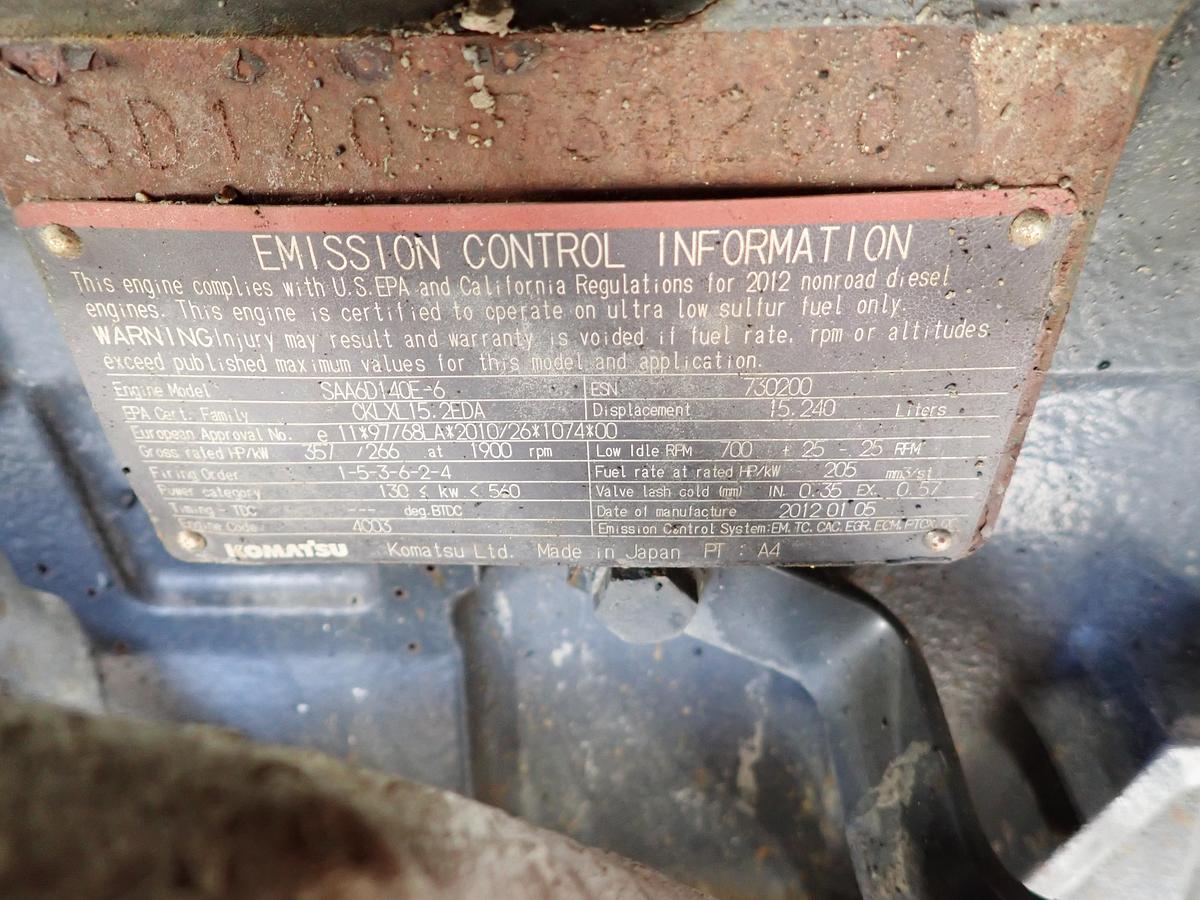 6D140-730200
EMISSION CONTROL INFORMATION
This engine complies with U.S.EPA and California Regulations for 2012 nonroad diesel
engines. This engine is certified to operate on ultra low sulfur fuel only.
WARNING Injury may result and warranty is voided if fuel rate, rpm or altitudes
exceed published maximum values for this model and application.
Engine Model SAA6D140E-6 ESN 730200
EPA Cert. Family CKLXL15.2EDA Displacement 15.240 Liters
European Approval No. e 11*97/68LA*2010/26*1074*00
Gross rated HP/kW 357 /266 at 1900 rpm Low Idle RPM 700 + 25 - 25 RPM
Firing Order 1-5-3-6-2-4 Fuel rate at rated HP/kW 205 mm3/st
Power category 130 ≤ kw < 560 Valve lash cold (mm) IN. 0.35 EX. 0.57
Timing - TDC --- deg.BTDC Date of manufacture 2012 01 05
Engine Code 4C03 Emission Control System:EM, TC, CAC, EGR, ECM, PTOX, OC
KOMATSU Komatsu Ltd. Made in Japan PT : A4